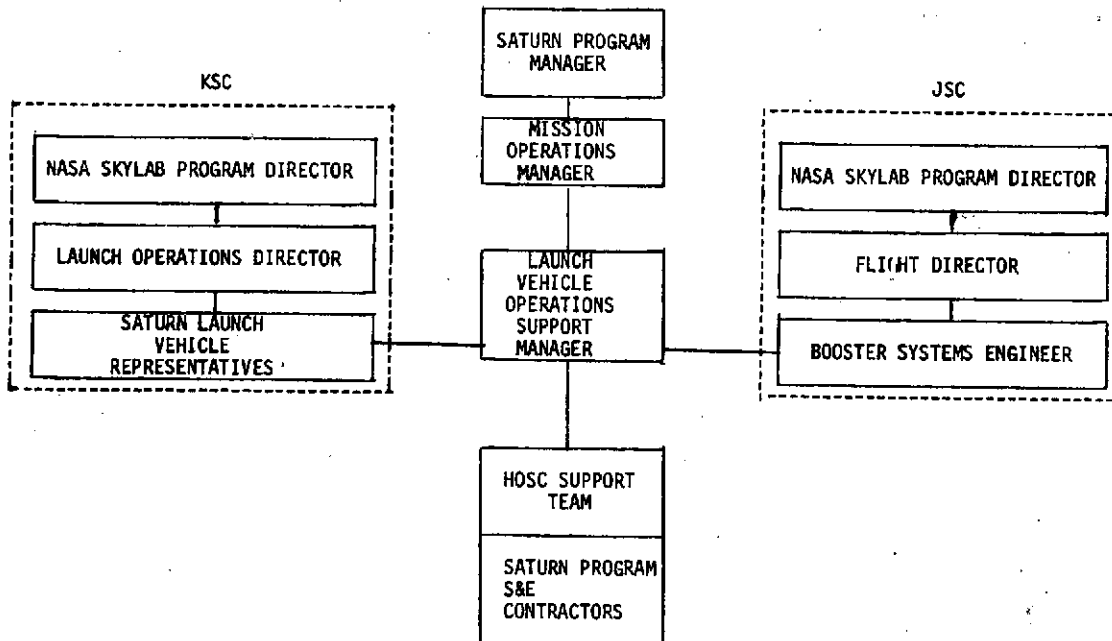 SATURN PROGRAM
MANAGER
MISSION
OPERATIONS
MANAGER
KSC
NASA SKYLAB PROGRAM DIRECTOR
LAUNCH OPERATIONS DIRECTOR
SATURN LAUNCH
VEHICLE
REPRESENTATIVES
LAUNCH
VEHICLE
OPERATIONS
SUPPORT
MANAGER
JSC
NASA SKYLAB PROGRAM DIRECTOR
FLIGHT DIRECTOR
BOOSTER SYSTEMS ENGINEER
HOSC SUPPORT
TEAM
SATURN PROGRAM
S&E
CONTRACTORS